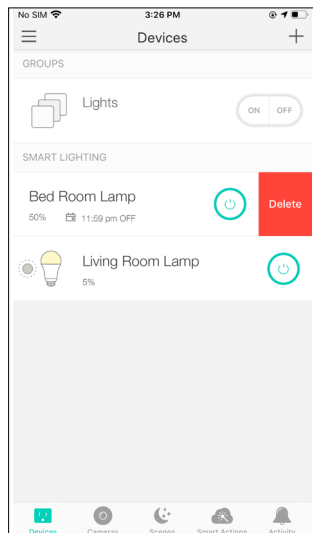 No SIM 3:26 PM
Devices
GROUPS
Lights
ON OFF
SMART LIGHTING
Bed Room Lamp
50% 11:59 pm OFF
Delete
Living Room Lamp
5%
Devices Cameras Scenes Smart Actions Activity